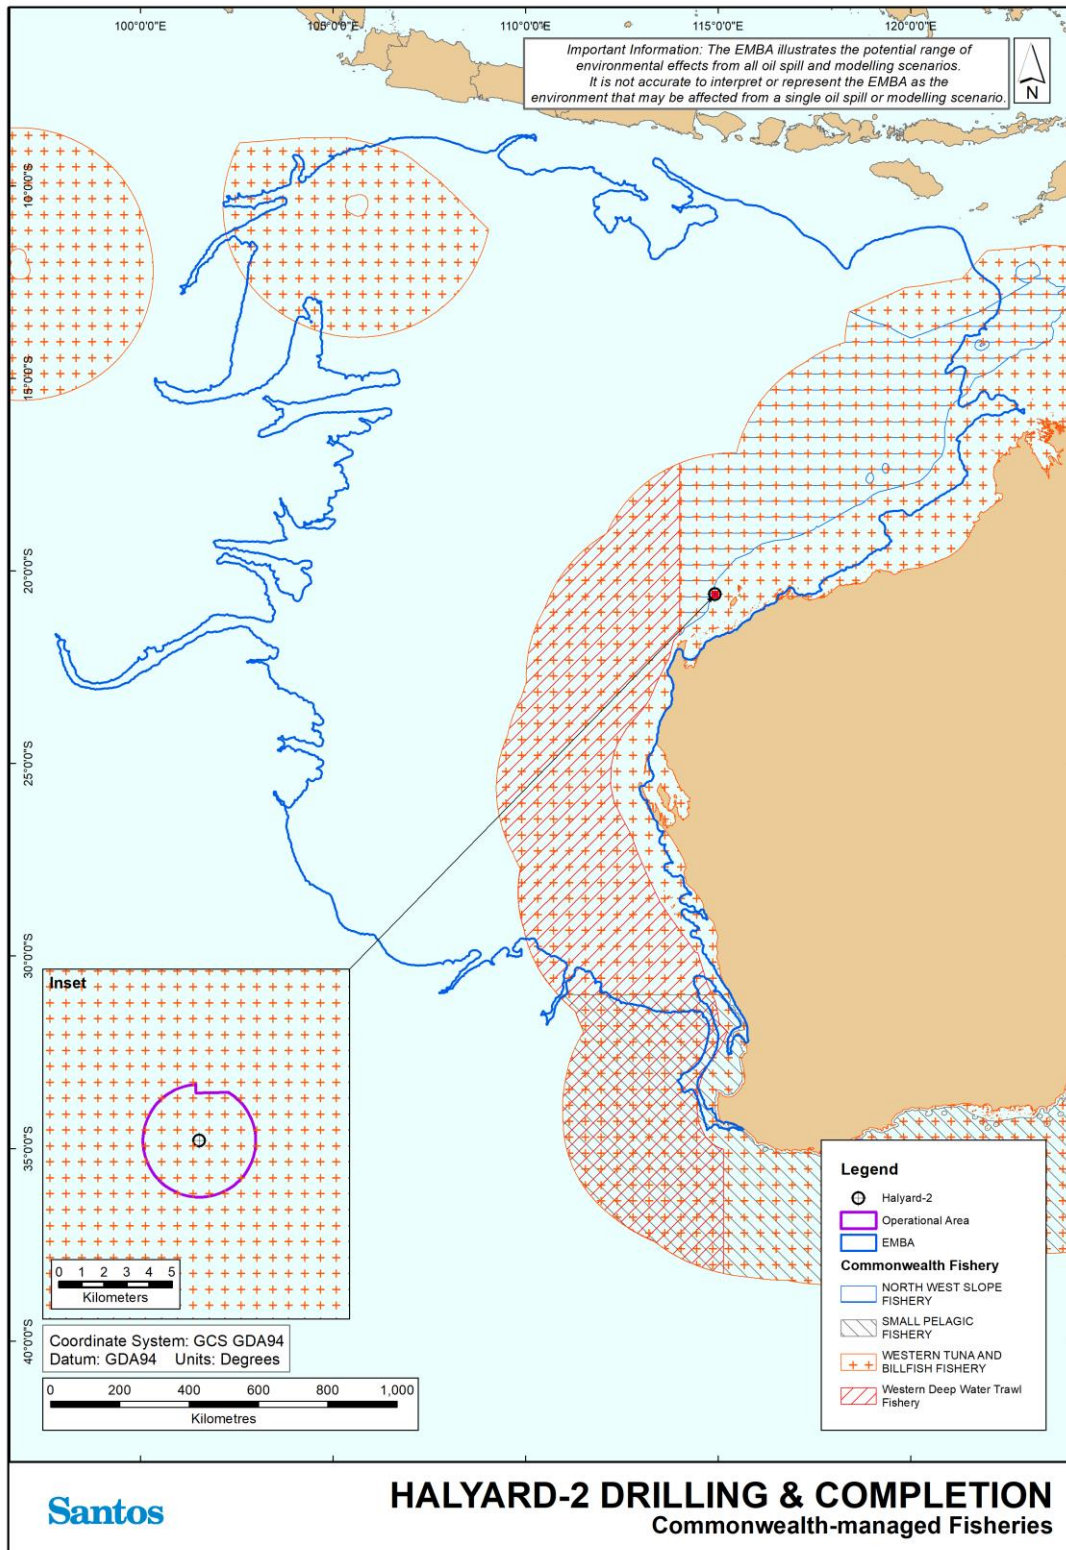 100°0'0"E
105°0'0"E
110°0'0"E
115°0'0"E
120°0'0"E
Important Information: The EMBA illustrates the potential range of
environmental effects from all oil spill and modelling scenarios.
It is not accurate to interpret or represent the EMBA as the
environment that may be affected from a single oil spill or modelling scenario.
N
10°0'0"S
15°0'0"S
20°0'0"S
25°0'0"S
30°0'0"S
35°0'0"S
40°0'0"S
Inset
0 1 2 3 4 5
Kilometers
Coordinate System: GCS GDA94
Datum: GDA94 Units: Degrees
0 200 400 600 800 1,000
Kilometres
Legend
Halyard-2
Operational Area
EMBA
Commonwealth Fishery
NORTH WEST SLOPE
FISHERY
SMALL PELAGIC
FISHERY
WESTERN TUNA AND
BILLFISH FISHERY
Western Deep Water Trawl
Fishery
Santos
HALYARD-2 DRILLING & COMPLETION
Commonwealth-managed Fisheries